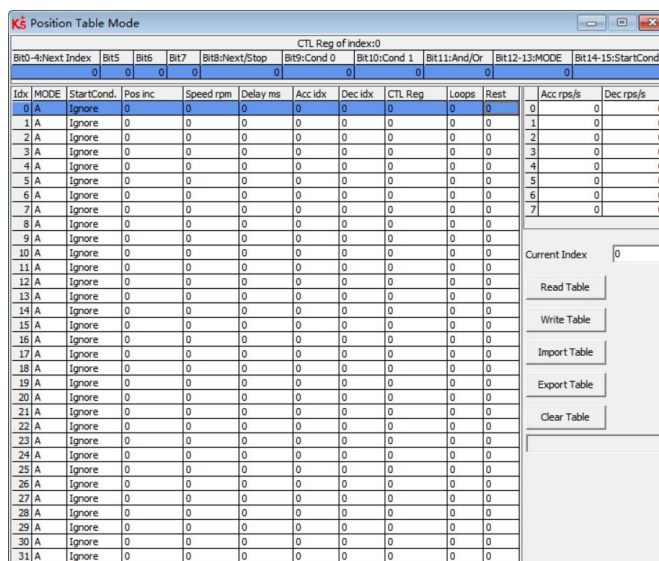 Position Table Mode
CTL Reg of index:0
Bit0-4:Next Index Bit5 Bit6 Bit7 Bit8:Next/Stop Bit9:Cond 0 Bit10:Cond 1 Bit11:And/Or Bit12-13:MODE Bit14-15:StartCond
0 0 0 0 0 0 0 0 0
Idx MODE StartCond. Pos inc Speed rpm Delay ms Acc idx Dec idx CTL Reg Loops Rest Acc rps/s Dec rps/s
0 A Ignore 0 0 0 0 0 0 0 0 0 0
1 A Ignore 0 0 0 0 0 0 0 0 1 0
2 A Ignore 0 0 0 0 0 0 0 0 2 0
3 A Ignore 0 0 0 0 0 0 0 0 3 0
4 A Ignore 0 0 0 0 0 0 0 0 4 0
5 A Ignore 0 0 0 0 0 0 0 0 5 0
6 A Ignore 0 0 0 0 0 0 0 0 6 0
7 A Ignore 0 0 0 0 0 0 0 0 7 0
8 A Ignore 0 0 0 0 0 0 0 0
9 A Ignore 0 0 0 0 0 0 0 0
10 A Ignore 0 0 0 0 0 0 0 0 Current Index 0
11 A Ignore 0 0 0 0 0 0 0 0
12 A Ignore 0 0 0 0 0 0 0 0 Read Table
13 A Ignore 0 0 0 0 0 0 0 0
14 A Ignore 0 0 0 0 0 0 0 0
15 A Ignore 0 0 0 0 0 0 0 0 Write Table
16 A Ignore 0 0 0 0 0 0 0 0
17 A Ignore 0 0 0 0 0 0 0 0 Import Table
18 A Ignore 0 0 0 0 0 0 0 0
19 A Ignore 0 0 0 0 0 0 0 0 Export Table
20 A Ignore 0 0 0 0 0 0 0 0
21 A Ignore 0 0 0 0 0 0 0 0 Clear Table
22 A Ignore 0 0 0 0 0 0 0 0
23 A Ignore 0 0 0 0 0 0 0 0
24 A Ignore 0 0 0 0 0 0 0 0
25 A Ignore 0 0 0 0 0 0 0 0
26 A Ignore 0 0 0 0 0 0 0 0
27 A Ignore 0 0 0 0 0 0 0 0
28 A Ignore 0 0 0 0 0 0 0 0
29 A Ignore 0 0 0 0 0 0 0 0
30 A Ignore 0 0 0 0 0 0 0 0
31 A Ignore 0 0 0 0 0 0 0 0